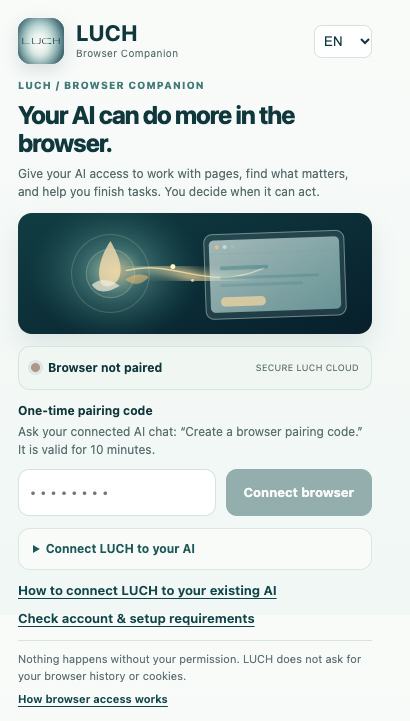 LUCH
LUCH
Browser Companion
EN
LUCH / BROWSER COMPANION
Your AI can do more in the
browser.
Give your AI access to work with pages, find what matters,
and help you finish tasks. You decide when it can act.
Browser not paired
SECURE LUCH CLOUD
One-time pairing code
Ask your connected AI chat: “Create a browser pairing code.”
It is valid for 10 minutes.
• • • • • • • •
Connect browser
Connect LUCH to your AI
How to connect LUCH to your existing AI
Check account & setup requirements
Nothing happens without your permission. LUCH does not ask for
your browser history or cookies.
How browser access works